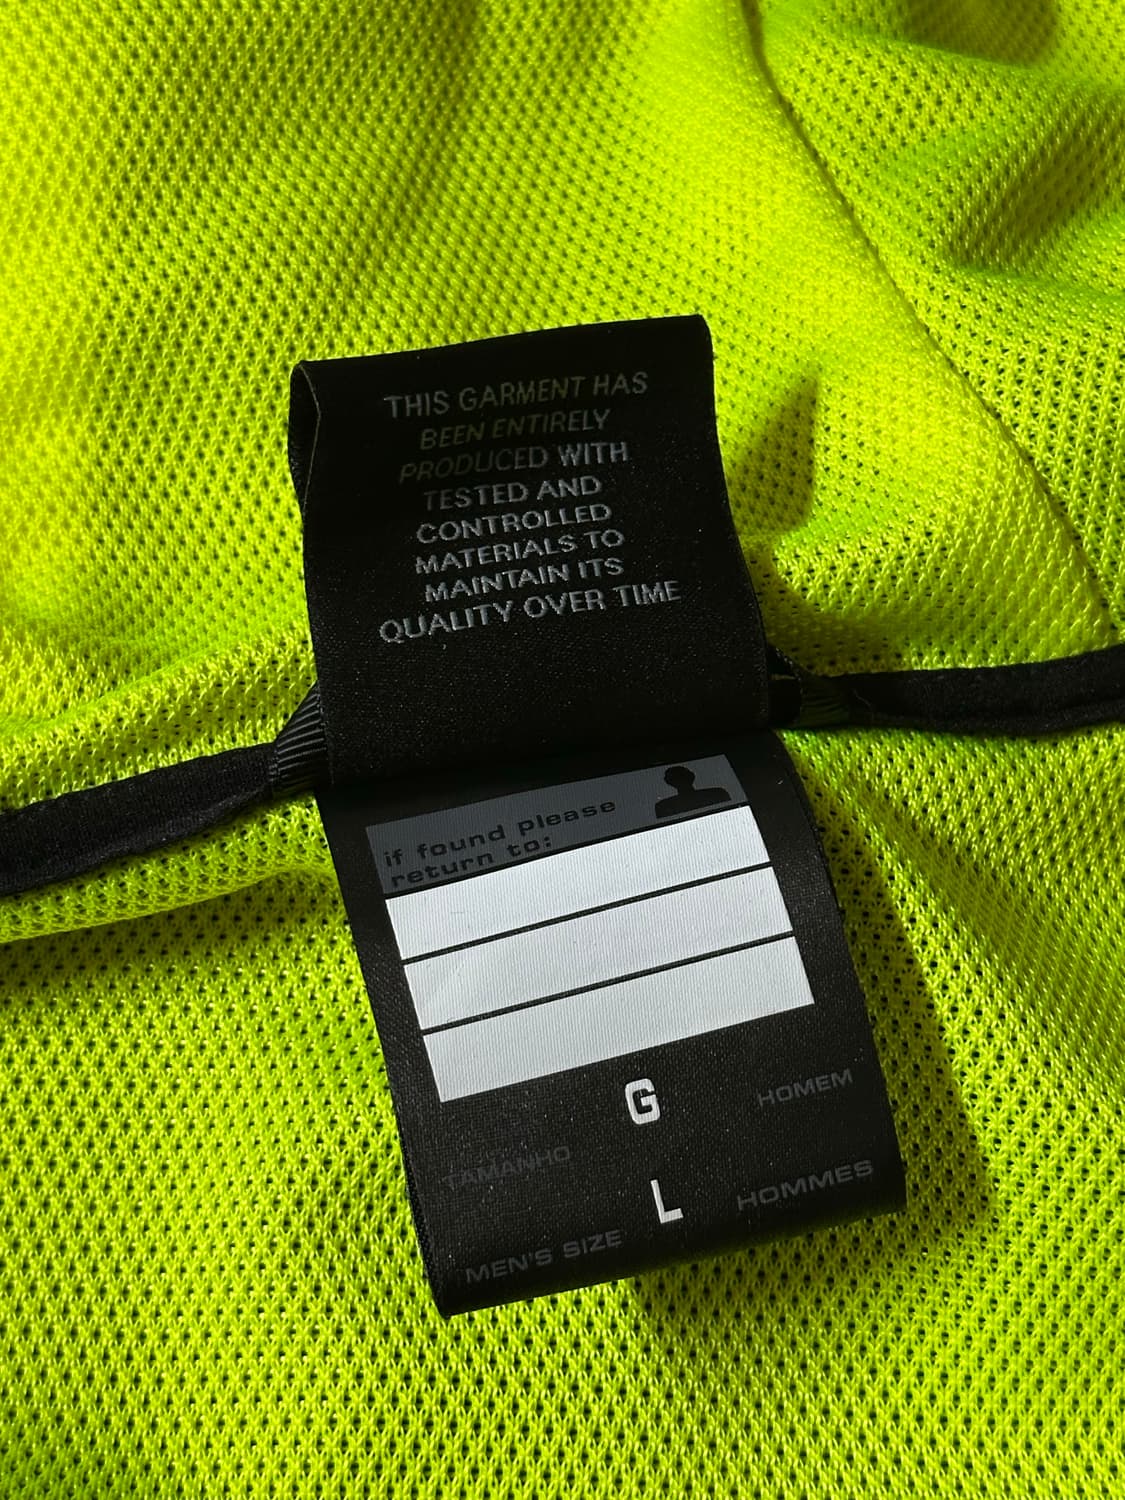 THIS GARMENT HAS
BEEN ENTIRELY
PRODUCED WITH
TESTED AND
CONTROLLED
MATERIALS TO
MAINTAIN ITS
QUALITY OVER TIME
if found please
return to:
G
HOMEM
TAMANHO
L
HOMMES
MEN'S SIZE